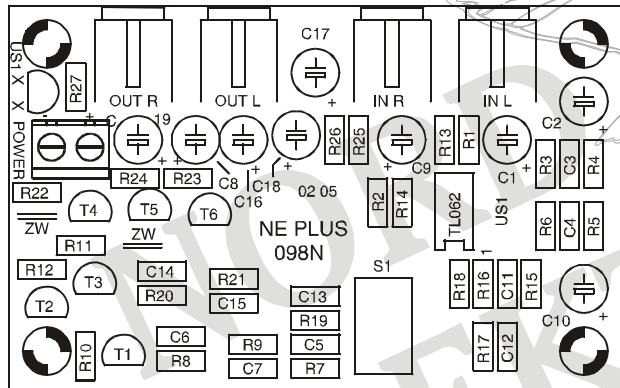 C17
US1 X X
R27
OUT R
OUT L
IN R
IN L
C2
POWER
-
+
C 19
+
+
+
+
+
R26
R25
R13
R1
+
C9
+
C1
+
R3
C3
R4
R24
R23
C8
C16
C18
R22
T4
T5
T6
02 05
R2
R14
TL062
US1
ZW
ZW
NE PLUS
098N
R6
C4
R5
R11
1
R12
T3
C14
R21
S1
R20
C15
C13
R18
R16
C11
R15
T2
R19
C10
+
R10
T1
C6
R9
C5
R17
C12
R8
C7
R7
NORD